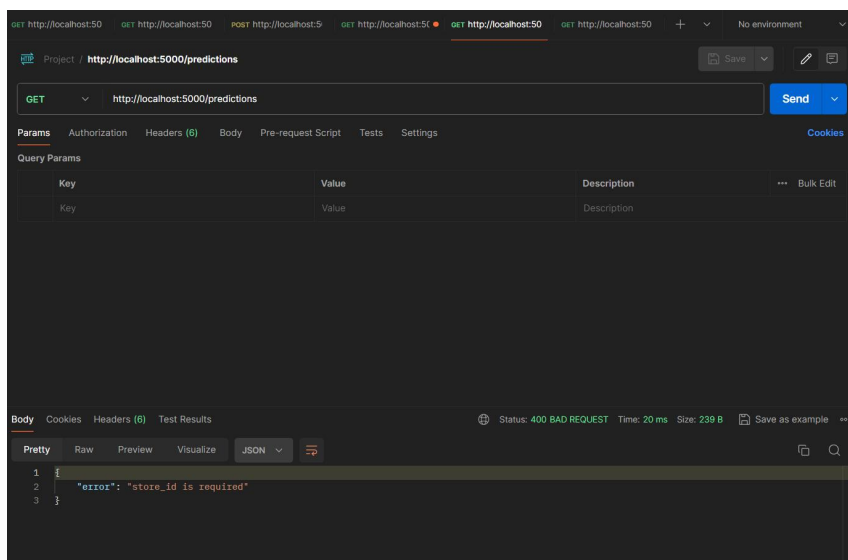 GET http://localhost:50 GET http://localhost:50 POST http://localhost:5 GET http://localhost:5( GET http://localhost:50 GET http://localhost:50 No environment
HTTP Project / http://localhost:5000/predictions Save
GET http://localhost:5000/predictions Send
Params Authorization Headers (6) Body Pre-request Script Tests Settings Cookies
Query Params
Key Value Description Bulk Edit
Key Value Description
Body Cookies Headers (6) Test Results Status: 400 BAD REQUEST Time: 20 ms Size: 239 B Save as example
Pretty Raw Preview Visualize JSON
1 {
2 "error": "store_id is required"
3 }